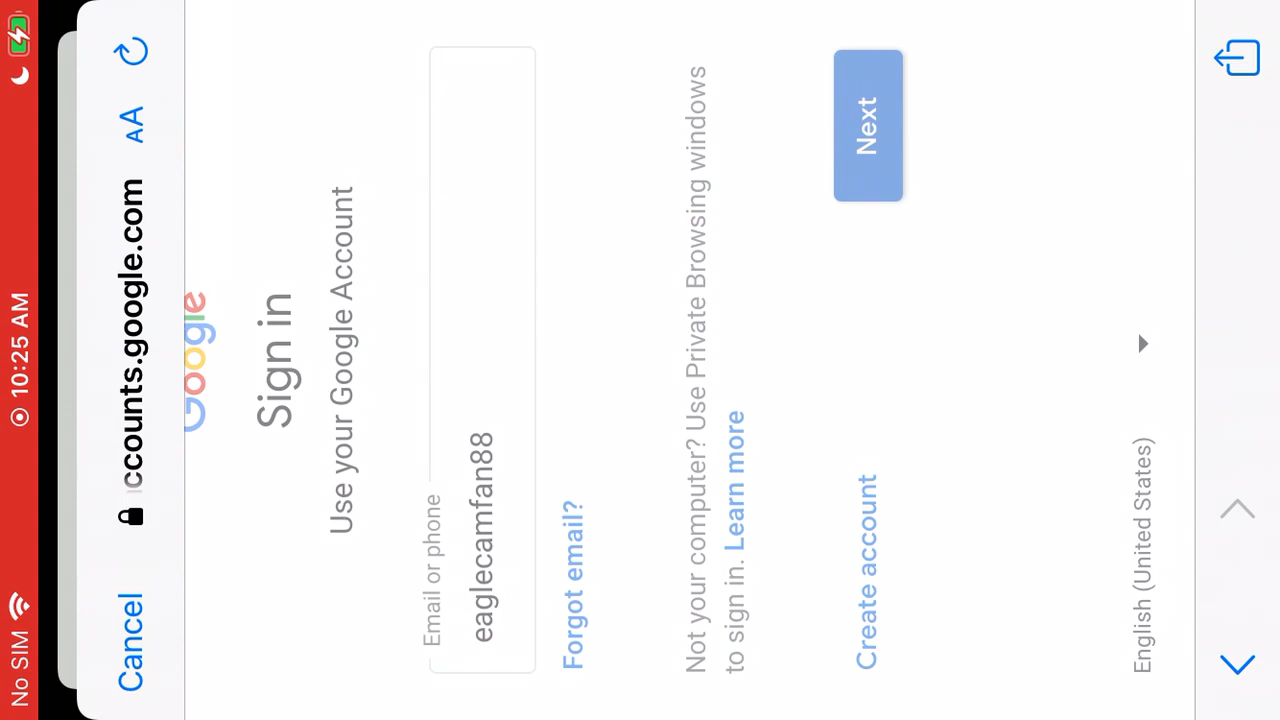 No SIM 10:25 AM
Cancel ccounts.google.com AA
Google
Sign in
Use your Google Account
Email or phone
eaglecamfan88
Forgot email?
Not your computer? Use Private Browsing windows
to sign in. Learn more
Create account Next
English (United States)